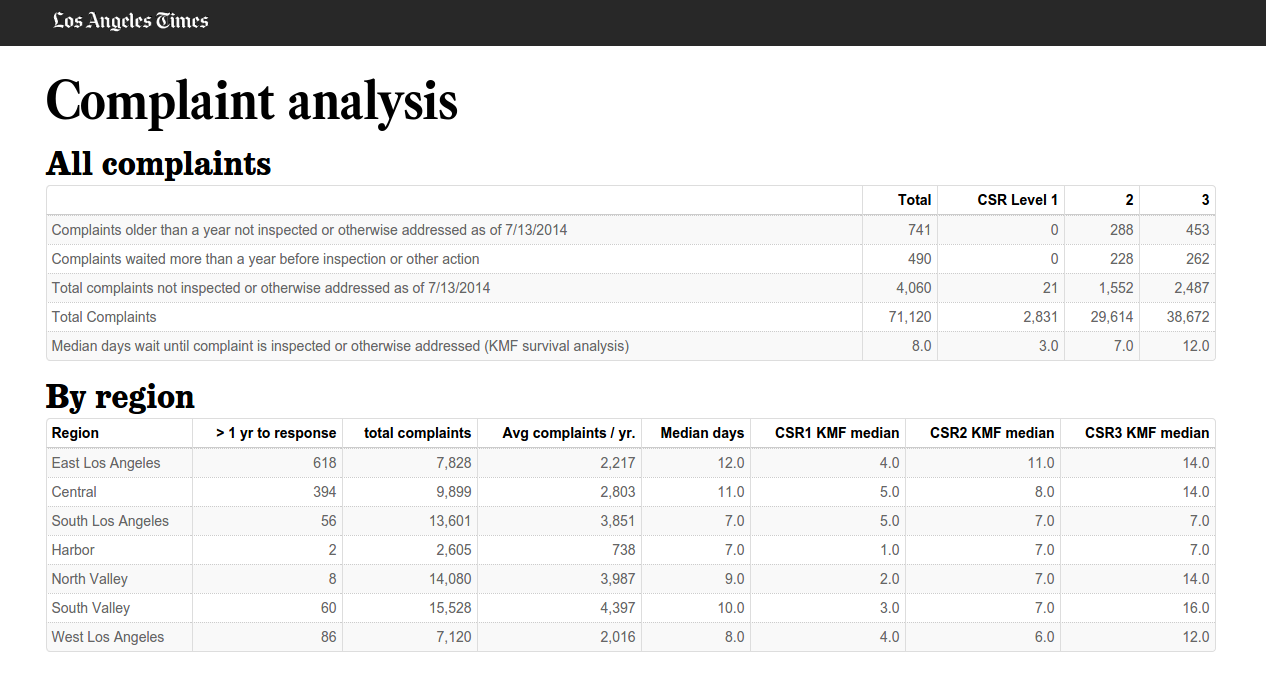 Los Angeles Times
Complaint analysis
All complaints
Total CSR Level 1 2 3
Complaints older than a year not inspected or otherwise addressed as of 7/13/2014 741 0 288 453
Complaints waited more than a year before inspection or other action 490 0 228 262
Total complaints not inspected or otherwise addressed as of 7/13/2014 4,060 21 1,552 2,487
Total Complaints 71,120 2,831 29,614 38,672
Median days wait until complaint is inspected or otherwise addressed (KMF survival analysis) 8.0 3.0 7.0 12.0
By region
Region > 1 yr to response total complaints Avg complaints / yr. Median days CSR1 KMF median CSR2 KMF median CSR3 KMF median
East Los Angeles 618 7,828 2,217 12.0 4.0 11.0 14.0
Central 394 9,899 2,803 11.0 5.0 8.0 14.0
South Los Angeles 56 13,601 3,851 7.0 5.0 7.0 7.0
Harbor 2 2,605 738 7.0 1.0 7.0 7.0
North Valley 8 14,080 3,987 9.0 2.0 7.0 14.0
South Valley 60 15,528 4,397 10.0 3.0 7.0 16.0
West Los Angeles 86 7,120 2,016 8.0 4.0 6.0 12.0